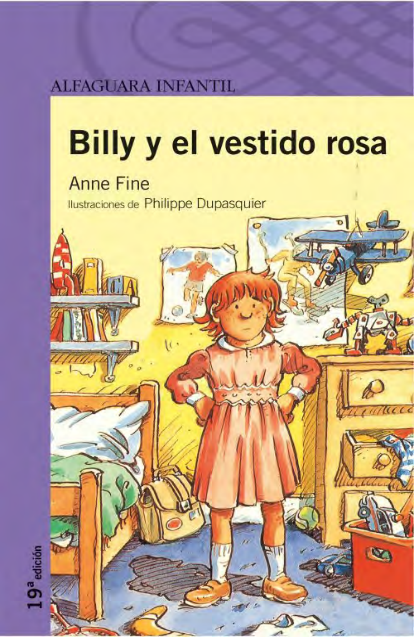 ALFAGUARA INFANTIL
Billy y el vestido rosa
Anne Fine
Ilustraciones de Philippe Dupasquier
19ª edición